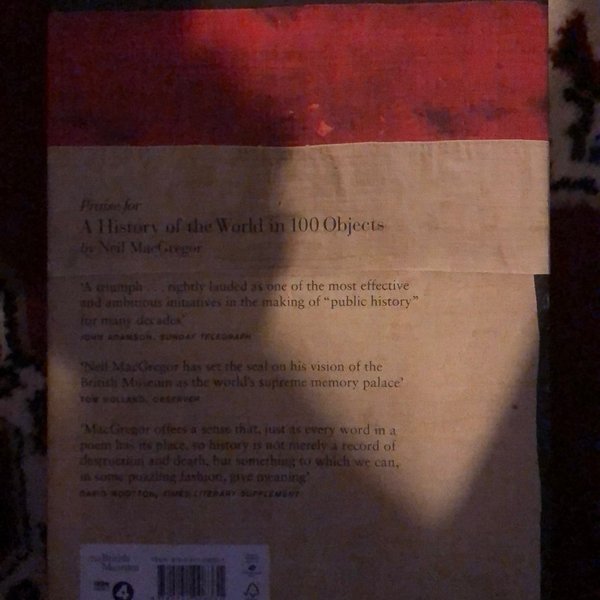 Praise for
A History of the World in 100 Objects
by Neil MacGregor
'A triumph . . . rightly lauded as one of the most effective
and ambitious initiatives in the making of "public history"
for many decades'
JOHN ADAMSON, SUNDAY TELEGRAPH
'Neil MacGregor has set the seal on his vision of the
British Museum as the world's supreme memory palace'
TOM HOLLAND, OBSERVER
'MacGregor offers a sense that, just as every word in a
poem has its place, so history is not merely a record of
destruction and death, but something to which we can,
in some puzzling fashion, give meaning'
DAVID WOOTTON, TIMES LITERARY SUPPLEMENT
The British
Museum
4
FSC